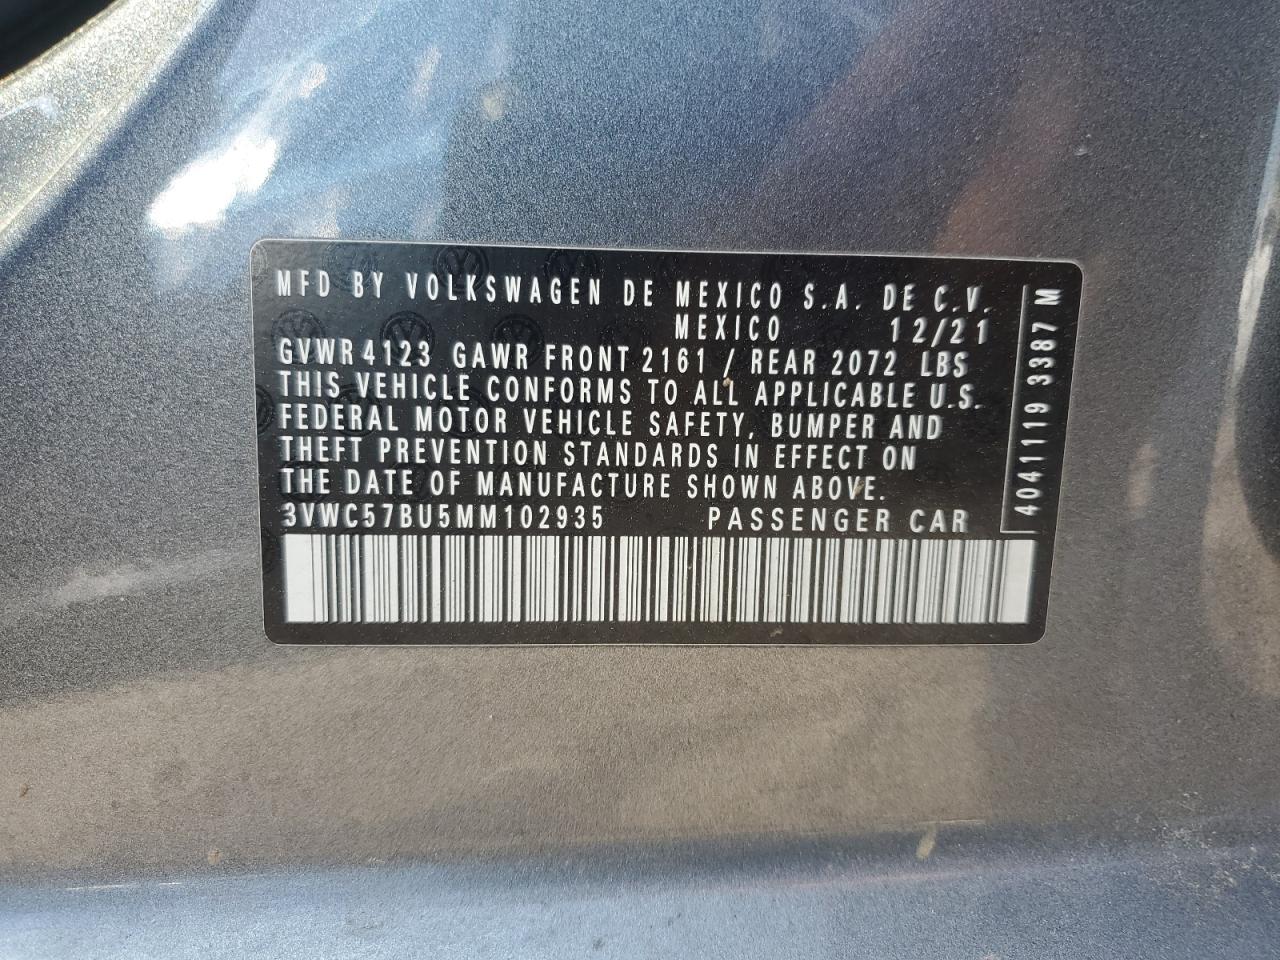 MFD BY VOLKSWAGEN DE MEXICO S.A. DE C.V.
MEXICO 12/21
GVWR 4123 GAWR FRONT 2161 / REAR 2072 LBS
THIS VEHICLE CONFORMS TO ALL APPLICABLE U.S.
FEDERAL MOTOR VEHICLE SAFETY, BUMPER AND
THEFT PREVENTION STANDARDS IN EFFECT ON
THE DATE OF MANUFACTURE SHOWN ABOVE.
3VWC57BU5MM102935 PASSENGER CAR
4041119 3387 M